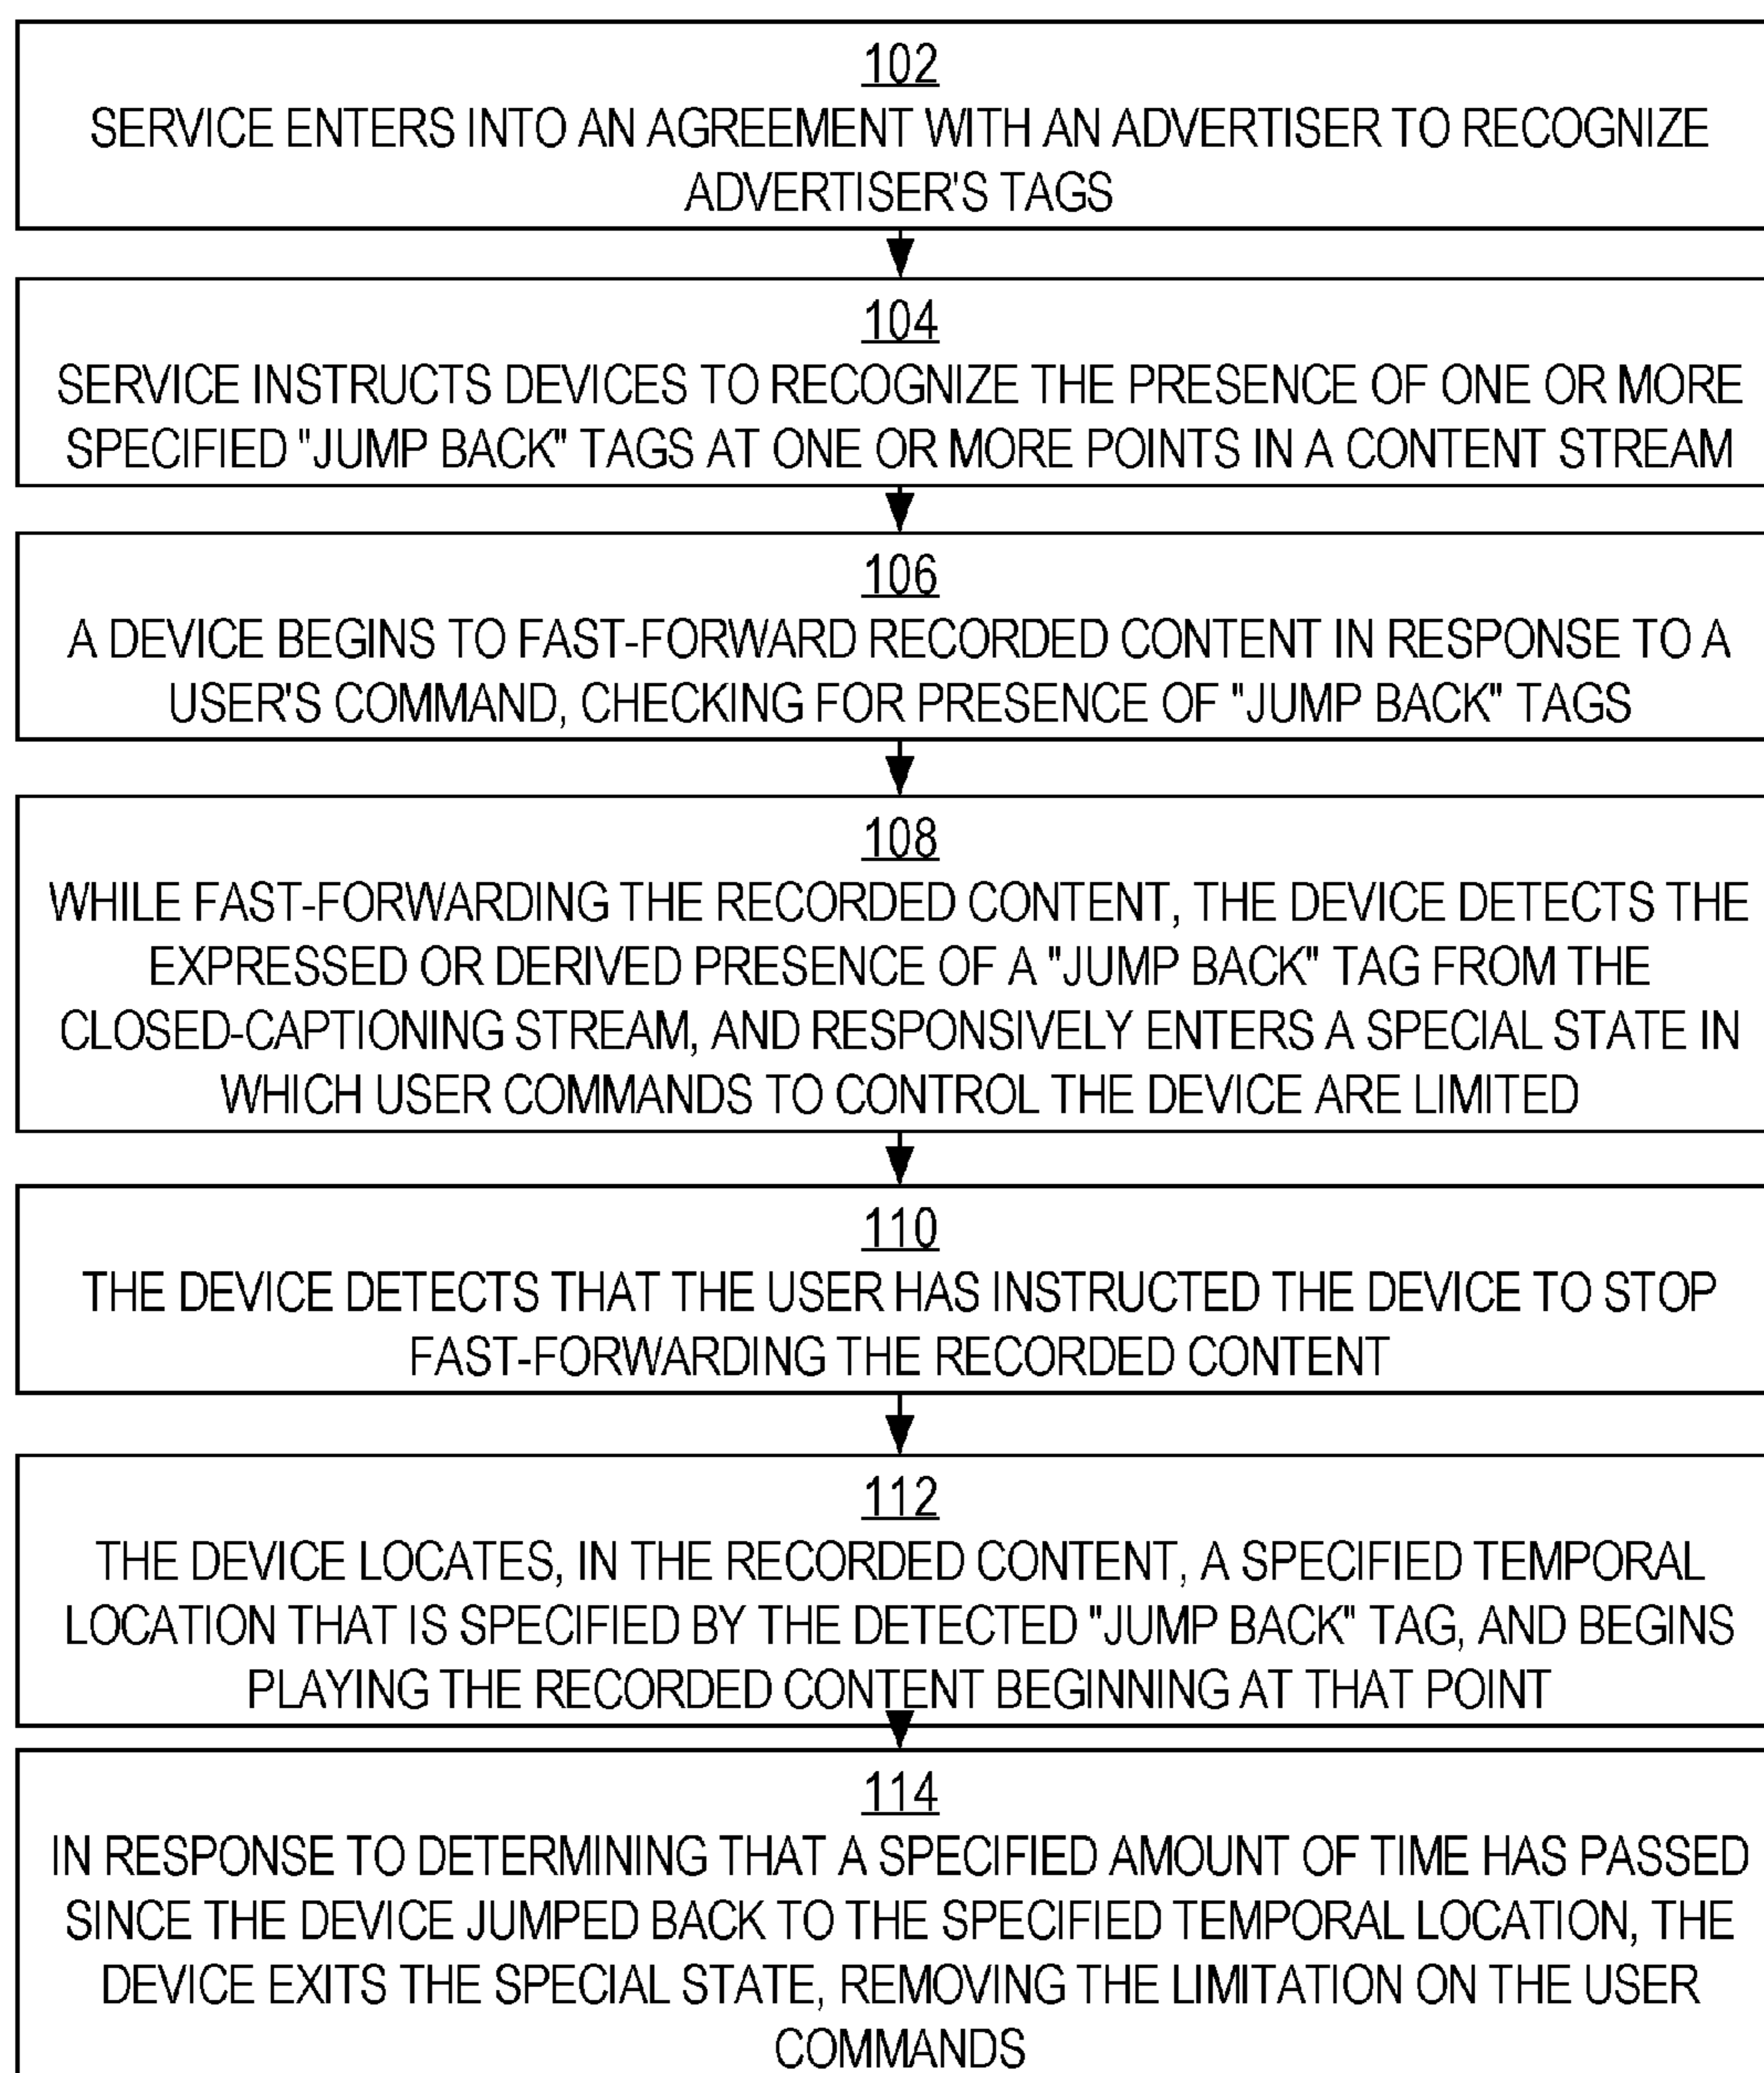 102
SERVICE ENTERS INTO AN AGREEMENT WITH AN ADVERTISER TO RECOGNIZE
ADVERTISER'S TAGS
104
SERVICE INSTRUCTS DEVICES TO RECOGNIZE THE PRESENCE OF ONE OR MORE
SPECIFIED "JUMP BACK" TAGS AT ONE OR MORE POINTS IN A CONTENT STREAM
106
A DEVICE BEGINS TO FAST-FORWARD RECORDED CONTENT IN RESPONSE TO A
USER'S COMMAND, CHECKING FOR PRESENCE OF "JUMP BACK" TAGS
108
WHILE FAST-FORWARDING THE RECORDED CONTENT, THE DEVICE DETECTS THE
EXPRESSED OR DERIVED PRESENCE OF A "JUMP BACK" TAG FROM THE
CLOSED-CAPTIONING STREAM, AND RESPONSIVELY ENTERS A SPECIAL STATE IN
WHICH USER COMMANDS TO CONTROL THE DEVICE ARE LIMITED
110
THE DEVICE DETECTS THAT THE USER HAS INSTRUCTED THE DEVICE TO STOP
FAST-FORWARDING THE RECORDED CONTENT
112
THE DEVICE LOCATES, IN THE RECORDED CONTENT, A SPECIFIED TEMPORAL
LOCATION THAT IS SPECIFIED BY THE DETECTED "JUMP BACK" TAG, AND BEGINS
PLAYING THE RECORDED CONTENT BEGINNING AT THAT POINT
114
IN RESPONSE TO DETERMINING THAT A SPECIFIED AMOUNT OF TIME HAS PASSED
SINCE THE DEVICE JUMPED BACK TO THE SPECIFIED TEMPORAL LOCATION, THE
DEVICE EXITS THE SPECIAL STATE, REMOVING THE LIMITATION ON THE USER
COMMANDS